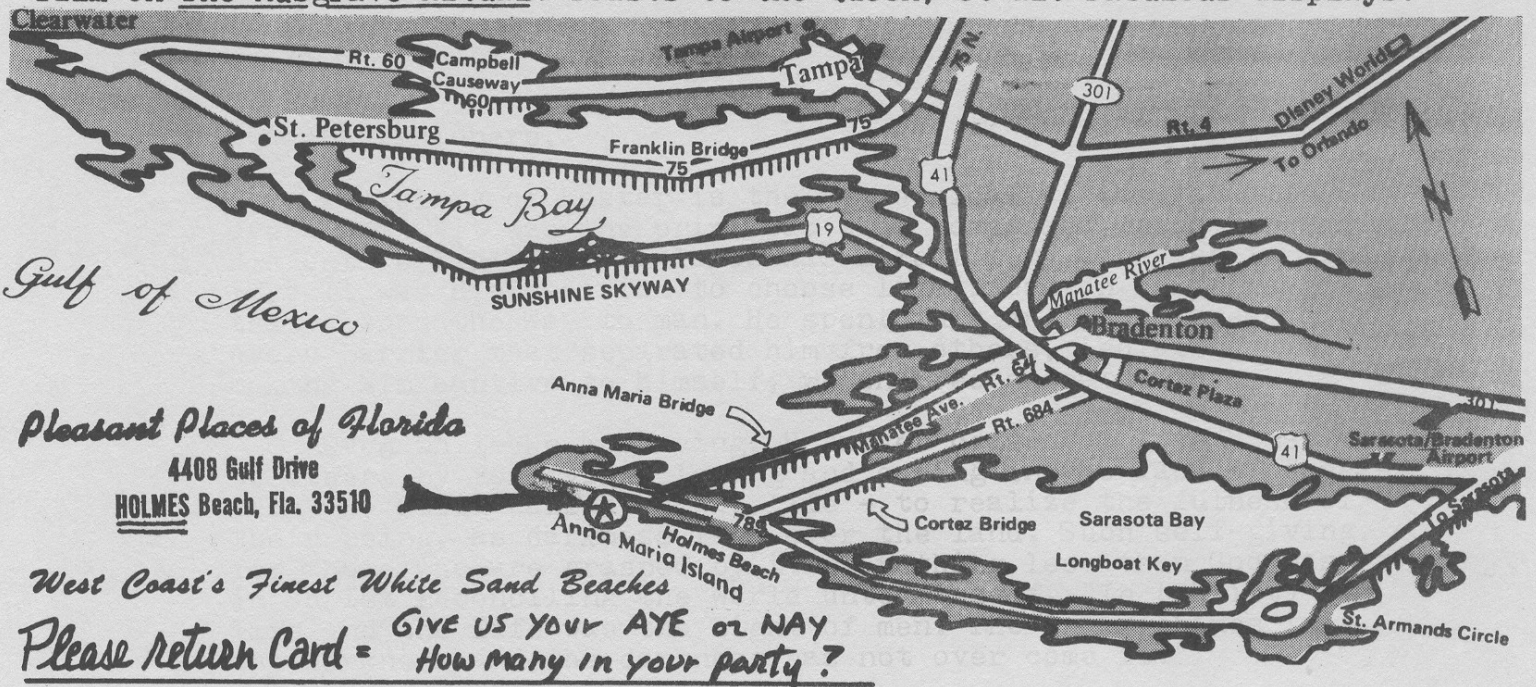 Clearwater
Rt. 60
Campbell
Causeway
60
Tampa Airport
Tampa
75 N.
301
Disney World
Rt. 4
To Orlando
St. Petersburg
Franklin Bridge
75
75
41
Tampa Bay,
19
Gulf of Mexico
SUNSHINE SKYWAY
Manatee River
Bradenton
Anna Maria Bridge
Rt. 64
Cortez Plaza
301
Manatee Ave.
Rt. 684
41
Sarasota/Bradenton
Airport
Pleasant Places of Florida
4408 Gulf Drive
HOLMES Beach, Fla. 33510
789
Cortez Bridge
Sarasota Bay
To Sarasota
Anna Maria Island
Holmes Beach
Longboat Key
St. Armands Circle
West Coast's Finest White Sand Beaches
Please return Card =
GIVE US YOUR AYE or NAY
How many in your party?